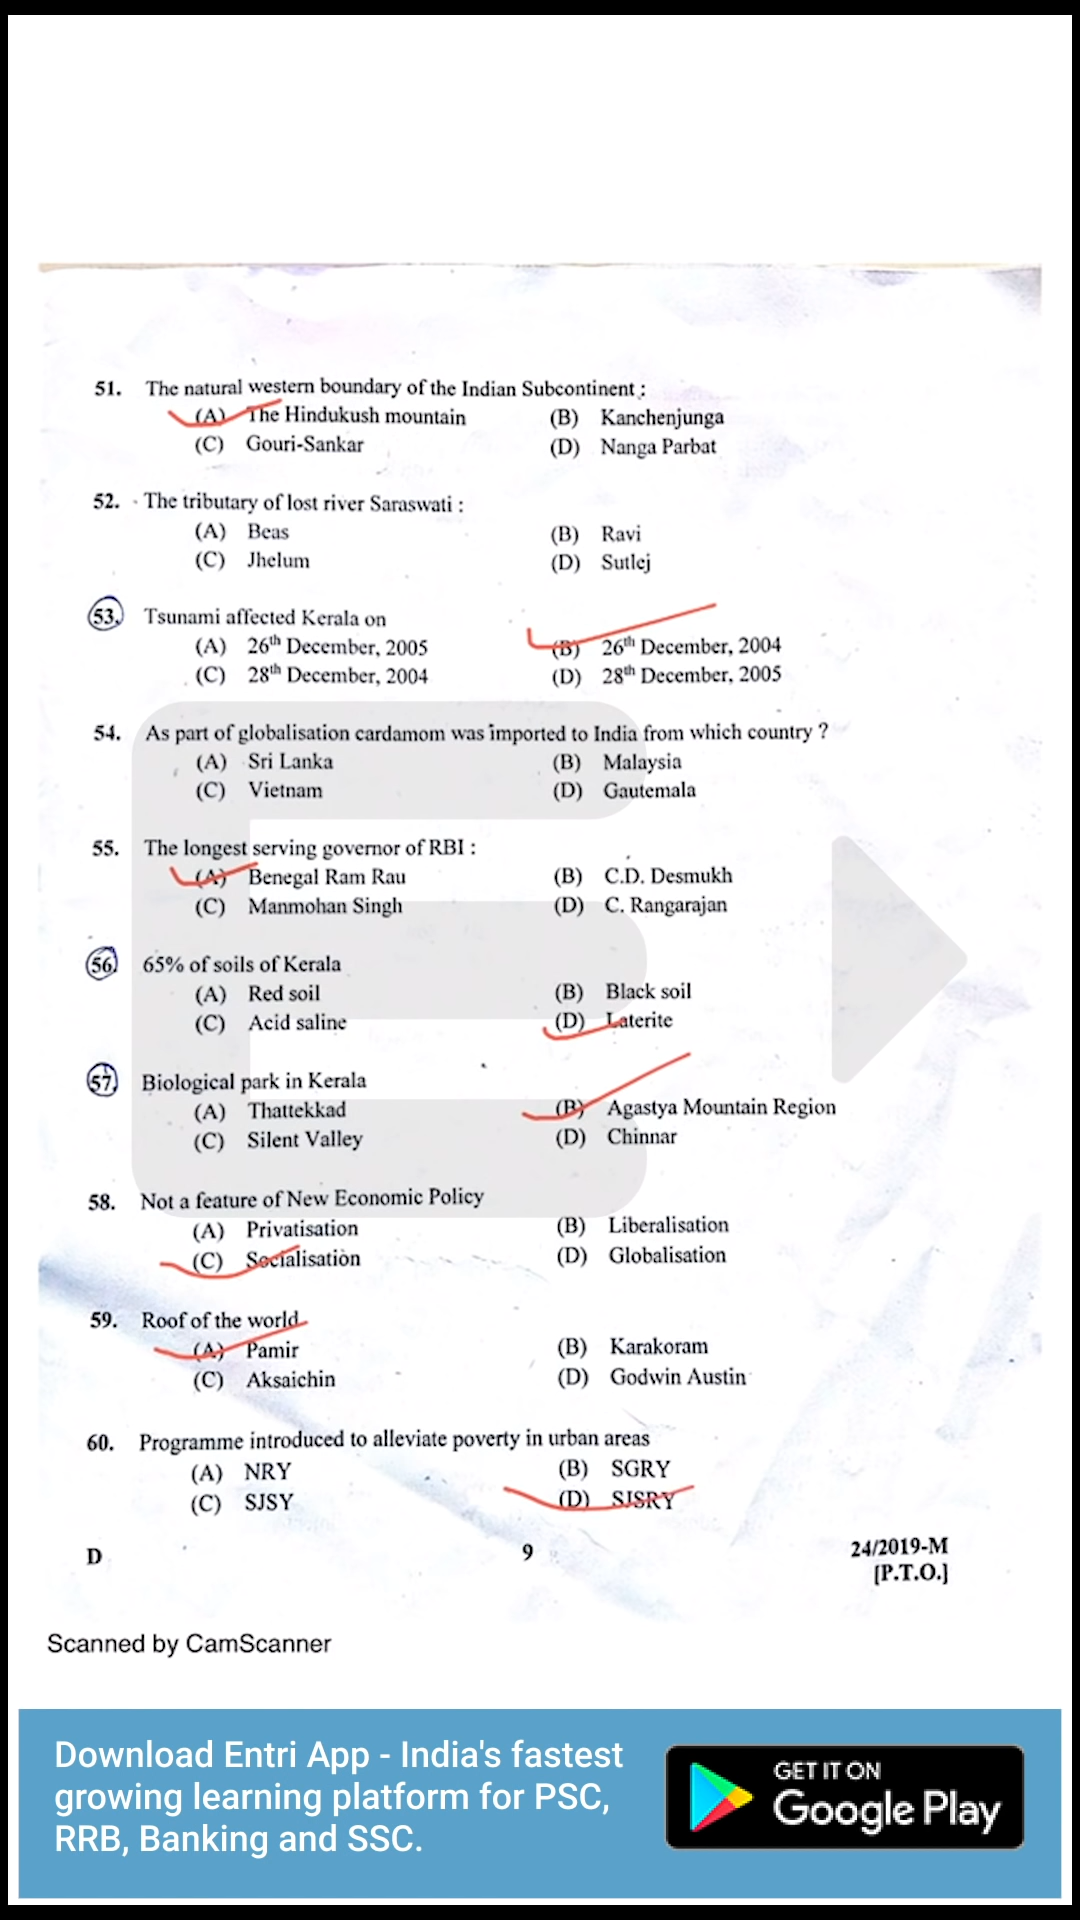 51. The natural western boundary of the Indian Subcontinent :
(A) The Hindukush mountain (B) Kanchenjunga
(C) Gouri-Sankar (D) Nanga Parbat
52. The tributary of lost river Saraswati :
(A) Beas (B) Ravi
(C) Jhelum (D) Sutlej
53. Tsunami affected Kerala on
(A) 26th December, 2005 (B) 26th December, 2004
(C) 28th December, 2004 (D) 28th December, 2005
54. As part of globalisation cardamom was imported to India from which country ?
(A) Sri Lanka (B) Malaysia
(C) Vietnam (D) Gautemala
55. The longest serving governor of RBI :
(A) Benegal Ram Rau (B) C.D. Desmukh
(C) Manmohan Singh (D) C. Rangarajan
56. 65% of soils of Kerala
(A) Red soil (B) Black soil
(C) Acid saline (D) Laterite
57. Biological park in Kerala
(A) Thattekkad (B) Agastya Mountain Region
(C) Silent Valley (D) Chinnar
58. Not a feature of New Economic Policy
(A) Privatisation (B) Liberalisation
(C) Socialisation (D) Globalisation
59. Roof of the world
(A) Pamir (B) Karakoram
(C) Aksaichin (D) Godwin Austin
60. Programme introduced to alleviate poverty in urban areas
(A) NRY (B) SGRY
(C) SJSY (D) SJSRY
D 9 24/2019-M
[P.T.O.]
Scanned by CamScanner
Download Entri App - India's fastest
growing learning platform for PSC,
RRB, Banking and SSC.
GET IT ON
Google Play